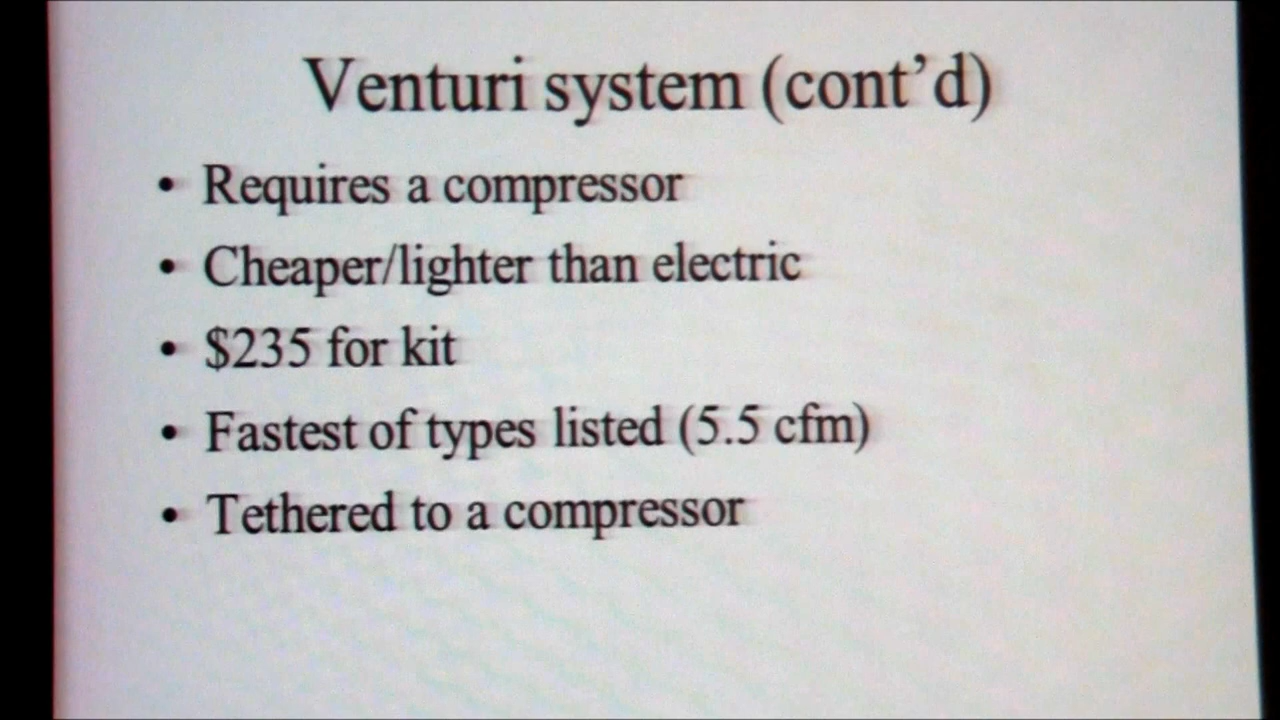 Venturi system (cont’d)
• Requires a compressor
• Cheaper/lighter than electric
• $235 for kit
• Fastest of types listed (5.5 cfm)
• Tethered to a compressor